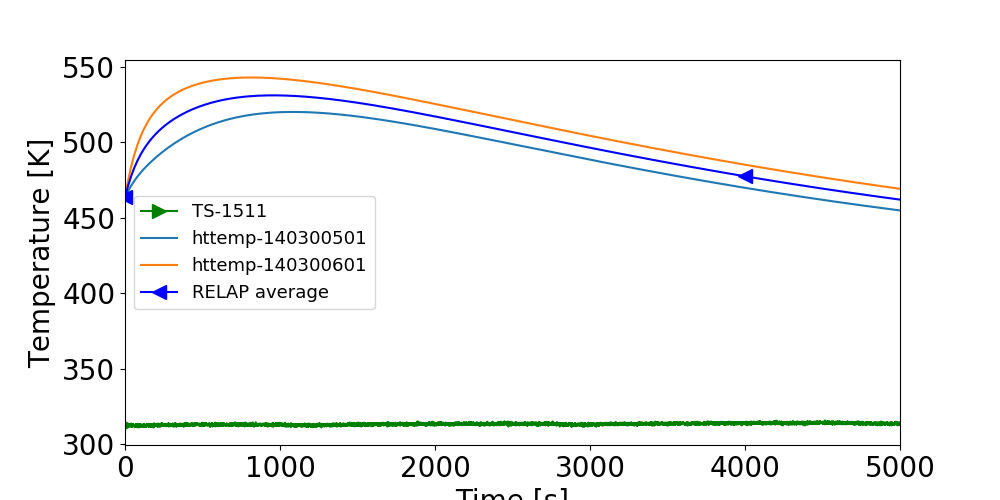 550
500
450
400
350
300
Temperature [K]
TS-1511
httemp-140300501
httemp-140300601
RELAP average
0 1000 2000 3000 4000 5000
Time [s]